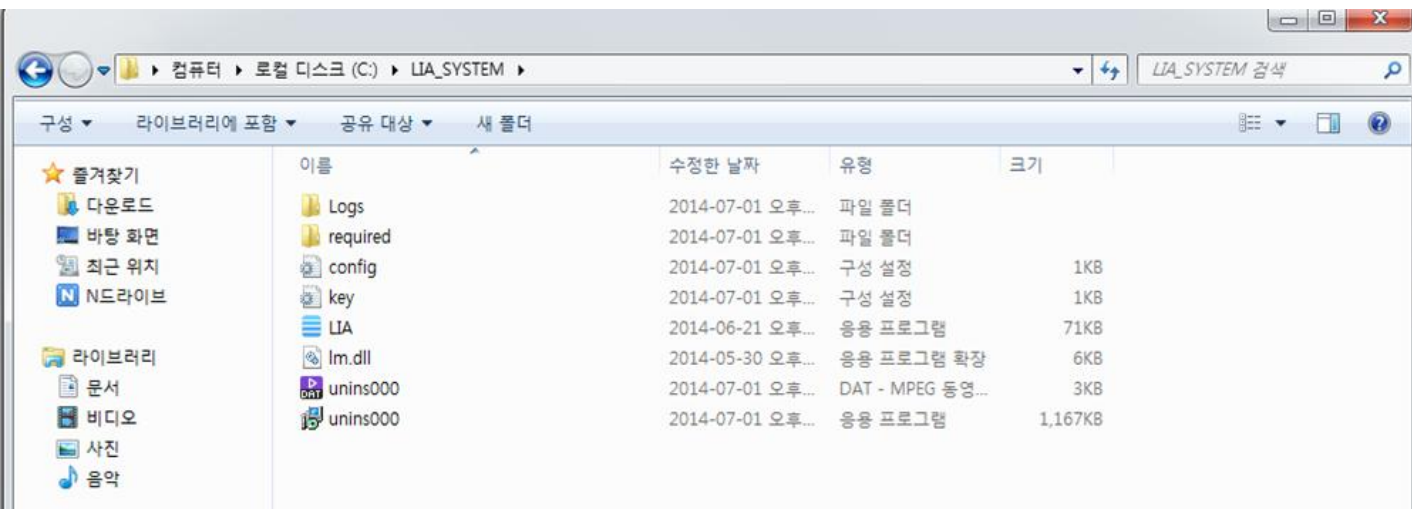 컴퓨터 ▸ 로컬 디스크 (C:) ▸ LIA_SYSTEM ▸ LIA_SYSTEM 검색
구성 라이브러리에 포함 공유 대상 새 폴더
즐겨찾기
다운로드
바탕 화면
최근 위치
N드라이브
라이브러리
문서
비디오
사진
음악
이름 수정한 날짜 유형 크기
Logs 2014-07-01 오후... 파일 폴더
required 2014-07-01 오후... 파일 폴더
config 2014-07-01 오후... 구성 설정 1KB
key 2014-07-01 오후... 구성 설정 1KB
LIA 2014-06-21 오후... 응용 프로그램 71KB
lm.dll 2014-05-30 오후... 응용 프로그램 확장 6KB
unins000 2014-07-01 오후... DAT - MPEG 동영... 3KB
unins000 2014-07-01 오후... 응용 프로그램 1,167KB